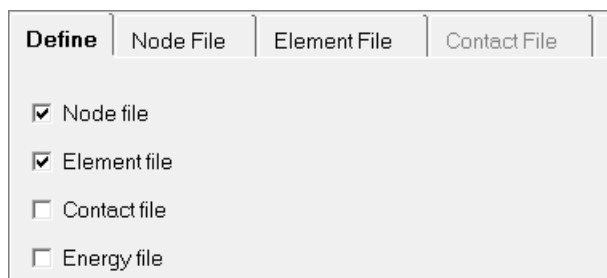 Define Node File Element File Contact File
Node file
Element file
Contact file
Energy file